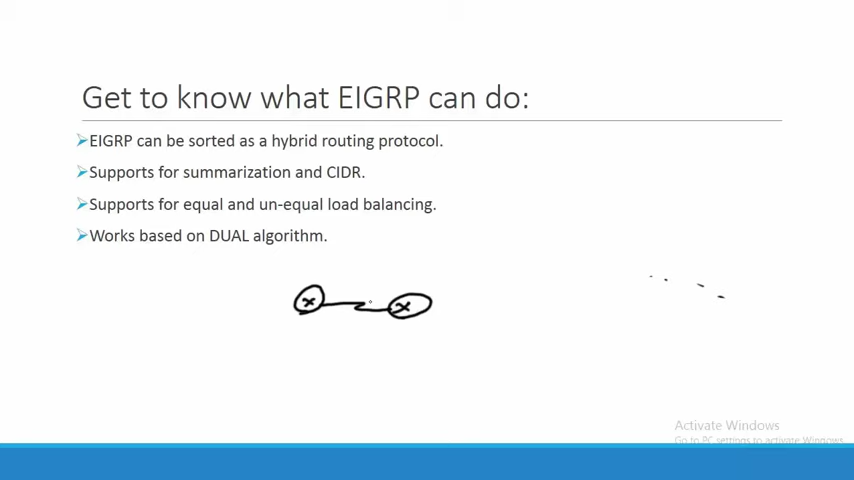 Get to know what EIGRP can do:
EIGRP can be sorted as a hybrid routing protocol.
Supports for summarization and CIDR.
Supports for equal and un-equal load balancing.
Works based on DUAL algorithm.
x x
Activate Windows
Go to PC settings to activate Windows.